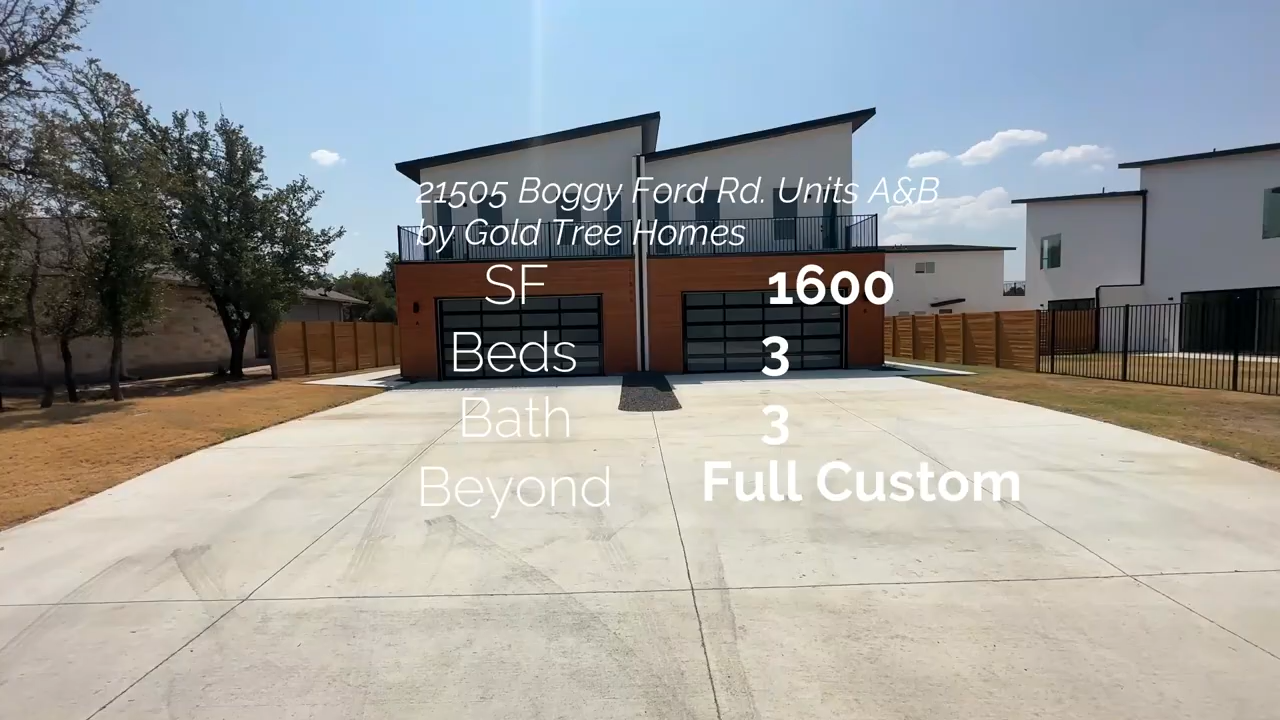 21505 Boggy Ford Rd. Units A&B
by Gold Tree Homes
SF 1600
Beds 3
Bath 3
Beyond Full Custom